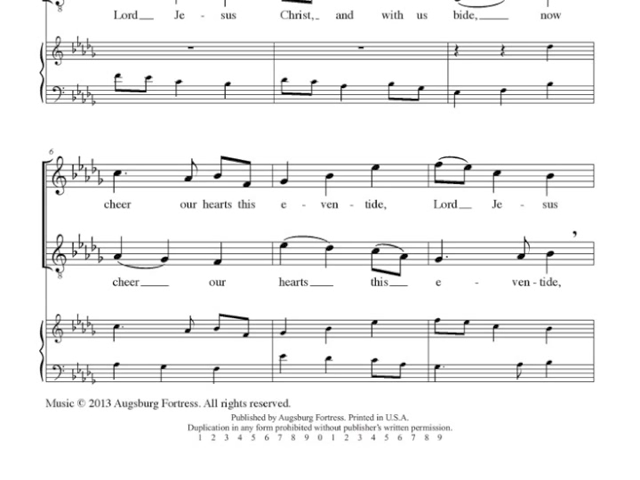 Lord Je - sus Christ, and with us bide, now
6
cheer our hearts this e - ven - tide, Lord Je - sus
cheer our hearts this e - ven - tide,
Music © 2013 Augsburg Fortress. All rights reserved.
Published by Augsburg Fortress. Printed in U.S.A.
Duplication in any form prohibited without publisher's written permission.
1 2 3 4 5 6 7 8 9 0 1 2 3 4 5 6 7 8 9